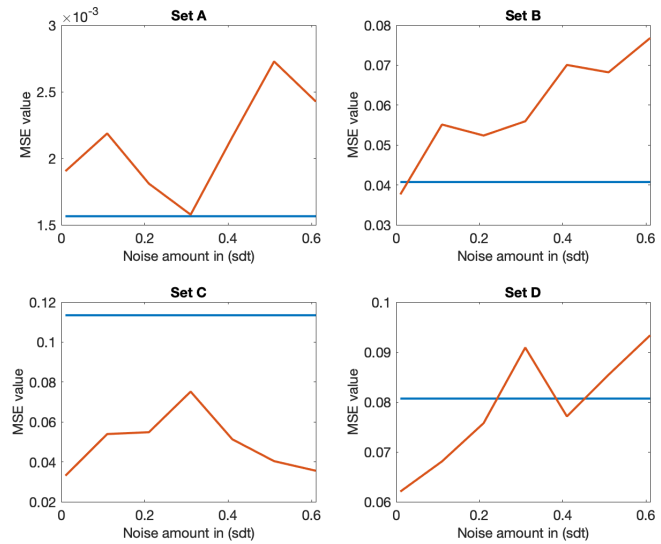 Set A
3 ×10⁻³
2.5
2
1.5
MSE value
0 0.2 0.4 0.6
Noise amount in (sdt)
Set B
0.08
0.07
0.06
0.05
0.04
0.03
MSE value
0 0.2 0.4 0.6
Noise amount in (sdt)
Set C
0.12
0.1
0.08
0.06
0.04
0.02
MSE value
0 0.2 0.4 0.6
Noise amount in (sdt)
Set D
0.1
0.09
0.08
0.07
0.06
MSE value
0 0.2 0.4 0.6
Noise amount in (sdt)